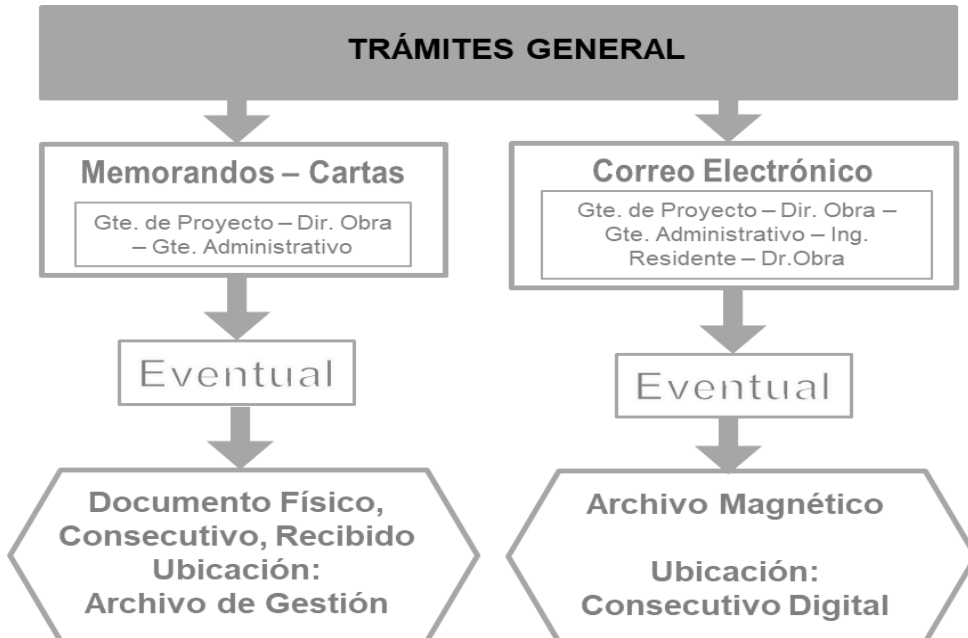 TRÁMITES GENERAL
Memorandos – Cartas
Gte. de Proyecto – Dir. Obra
– Gte. Administrativo
Eventual
Documento Físico,
Consecutivo, Recibido
Ubicación:
Archivo de Gestión
Correo Electrónico
Gte. de Proyecto – Dir. Obra –
Gte. Administrativo – Ing.
Residente – Dr.Obra
Eventual
Archivo Magnético
Ubicación:
Consecutivo Digital